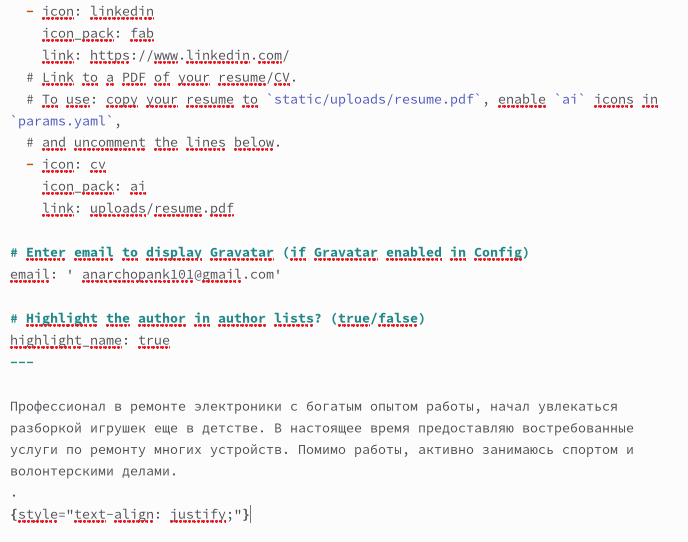 - icon: linkedin
icon_pack: fab
link: https://www.linkedin.com/
# Link to a PDF of your resume/CV.
# To use: copy your resume to `static/uploads/resume.pdf`, enable `ai` icons in
`params.yaml`,
# and uncomment the lines below.
- icon: cv
icon_pack: ai
link: uploads/resume.pdf
# Enter email to display Gravatar (if Gravatar enabled in Config)
email: ' anarchopank101@gmail.com'
# Highlight the author in author lists? (true/false)
highlight_name: true
---
Профессионал в ремонте электроники с богатым опытом работы, начал увлекаться
разборкой игрушек еще в детстве. В настоящее время предоставляю востребованные
услуги по ремонту многих устройств. Помимо работы, активно занимаюсь спортом и
волонтерскими делами.
.
{style="text-align: justify;"}